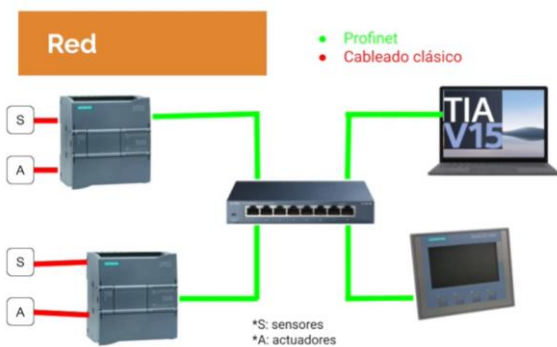 Red
Profinet
Cableado clásico
S
A
TIA
V15
S
A
*S: sensores
*A: actuadores